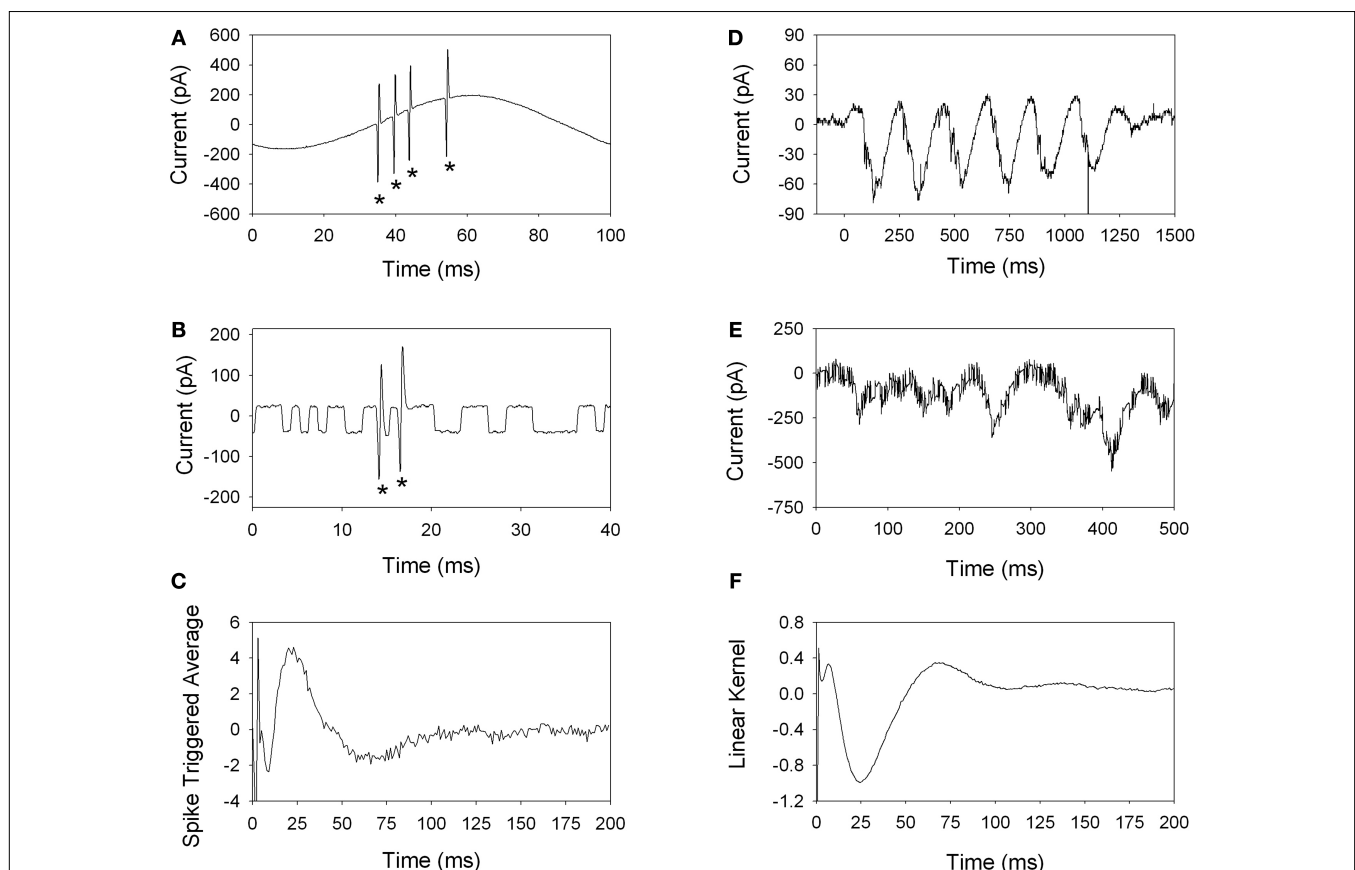 A
600
400
200
0
-200
-400
-600
Current (pA)
* * * *
0 20 40 60 80 100
Time (ms)
B
200
100
0
-100
-200
Current (pA)
* *
0 10 20 30 40
Time (ms)
C
6
4
2
0
-2
-4
Spike Triggered Average
0 25 50 75 100 125 150 175 200
Time (ms)
D
90
60
30
0
-30
-60
-90
Current (pA)
0 250 500 750 1000 1250 1500
Time (ms)
E
250
0
-250
-500
-750
Current (pA)
0 100 200 300 400 500
Time (ms)
F
0.8
0.4
0.0
-0.4
-0.8
-1.2
Linear Kernel
0 25 50 75 100 125 150 175 200
Time (ms)